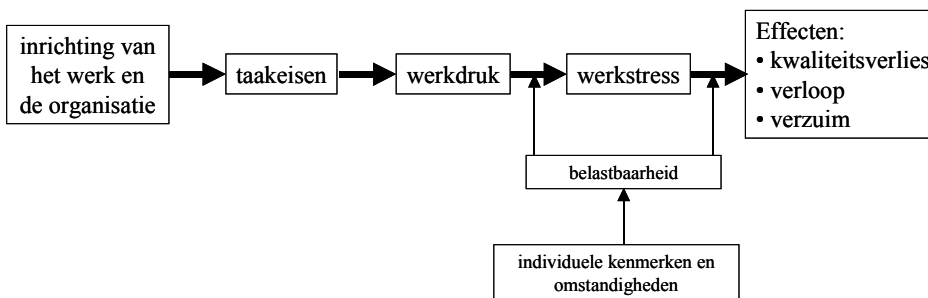 inrichting van
het werk en
de organisatie
taakeisen
werkdruk
werkstress
Effecten:
• kwaliteitsverlies
• verloop
• verzuim
belastbaarheid
individuele kenmerken en
omstandigheden